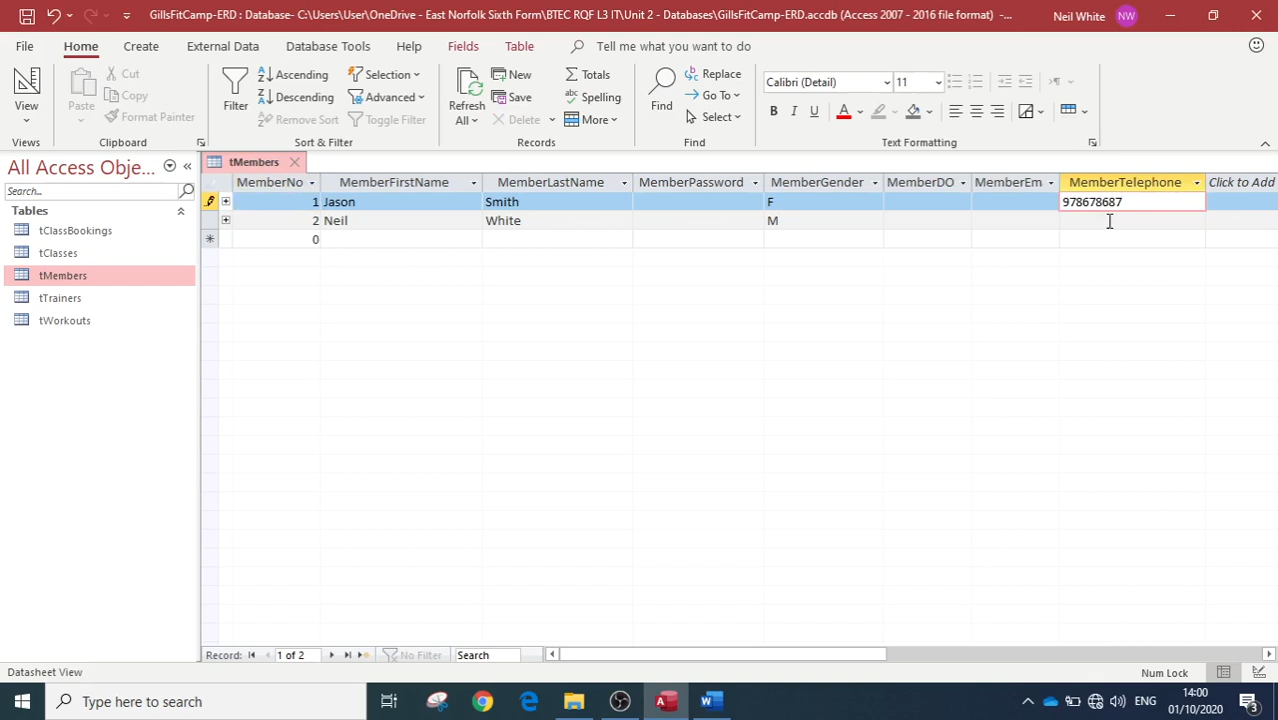 GillsFitCamp-ERD : Database- C:\Users\User\OneDrive - East Norfolk Sixth Form\BTEC RQF L3 IT\Unit 2 - Databases\GillsFitCamp-ERD.accdb (Access 2007 - 2016 file format) -... Neil White NW
File Home Create External Data Database Tools Help Fields Table Tell me what you want to do
View Paste Cut Copy Format Painter Filter Ascending Descending Remove Sort Selection Advanced Toggle Filter Refresh All New Save Delete Totals Spelling More Find Replace Go To Select Calibri (Detail) 11 B I U A
Views Clipboard Sort & Filter Records Find Text Formatting
All Access Obje...
Search...
Tables
tClassBookings
tClasses
tMembers
tTrainers
tWorkouts
tMembers
MemberNo MemberFirstName MemberLastName MemberPassword MemberGender MemberDO MemberEm MemberTelephone Click to Add
1 Jason Smith F 978678687
2 Neil White M
0
Record: 1 of 2 No Filter Search
Datasheet View Num Lock
Type here to search ENG 14:00
01/10/2020 3